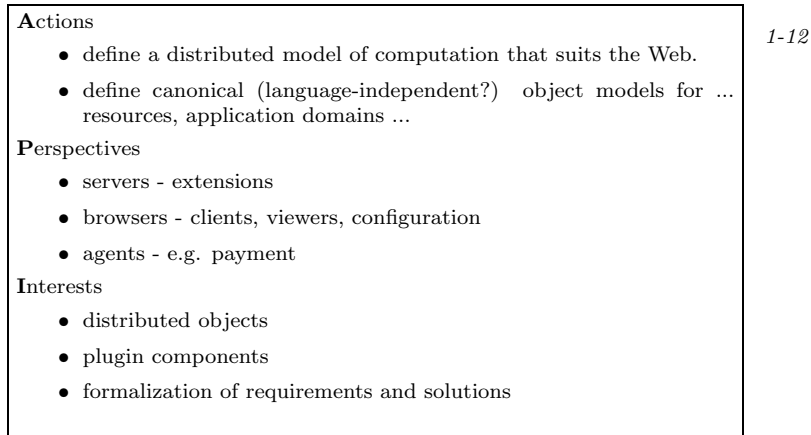 Actions
1-12
• define a distributed model of computation that suits the Web.
• define canonical (language-independent?) object models for ...
resources, application domains ...
Perspectives
• servers - extensions
• browsers - clients, viewers, configuration
• agents - e.g. payment
Interests
• distributed objects
• plugin components
• formalization of requirements and solutions